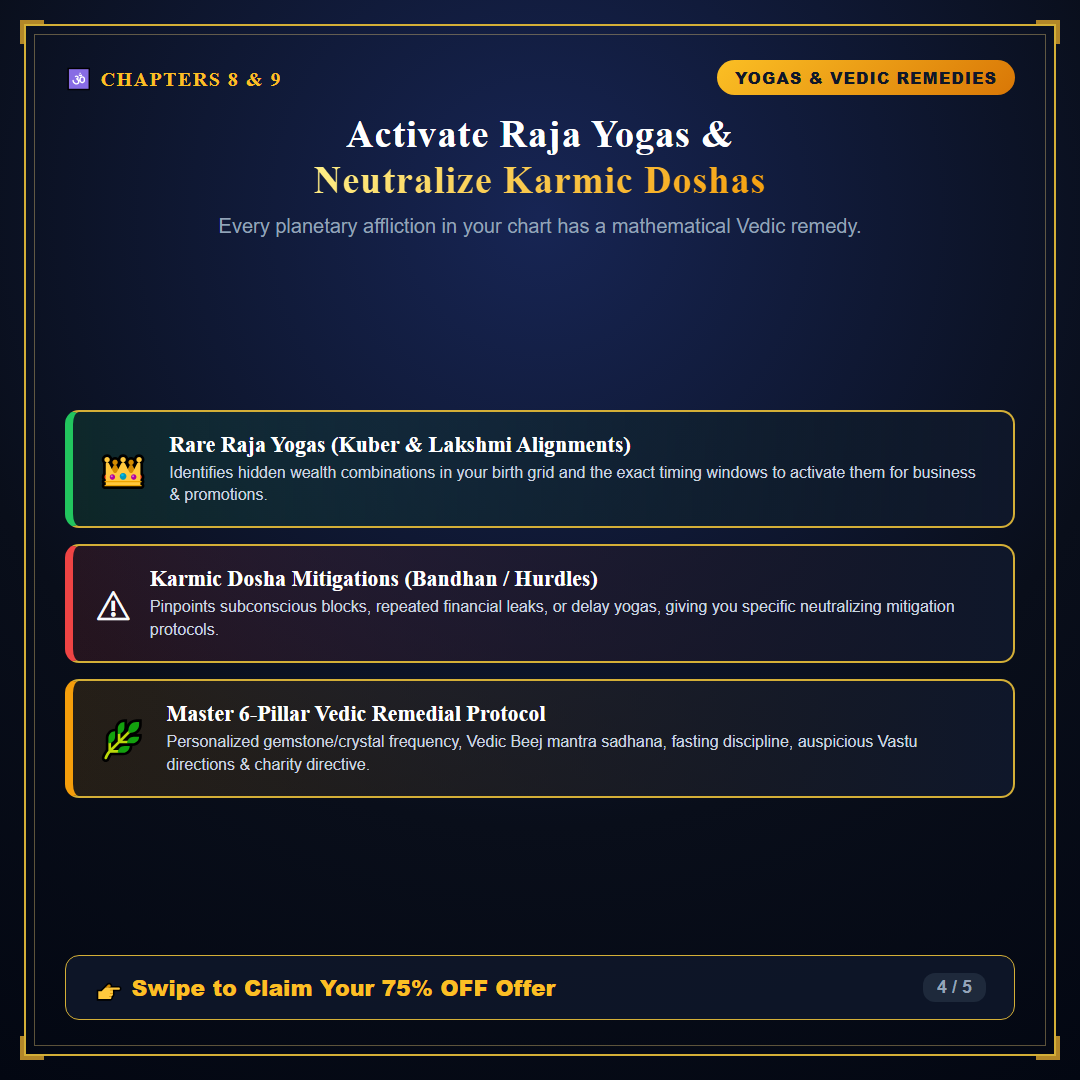 🕉 CHAPTERS 8 & 9
YOGAS & VEDIC REMEDIES
Activate Raja Yogas &
Neutralize Karmic Doshas
Every planetary affliction in your chart has a mathematical Vedic remedy.
Rare Raja Yogas (Kuber & Lakshmi Alignments)
Identifies hidden wealth combinations in your birth grid and the exact timing windows to activate them for business
& promotions.
Karmic Dosha Mitigations (Bandhan / Hurdles)
Pinpoints subconscious blocks, repeated financial leaks, or delay yogas, giving you specific neutralizing mitigation
protocols.
Master 6-Pillar Vedic Remedial Protocol
Personalized gemstone/crystal frequency, Vedic Beej mantra sadhana, fasting discipline, auspicious Vastu
directions & charity directive.
Swipe to Claim Your 75% OFF Offer
4 / 5